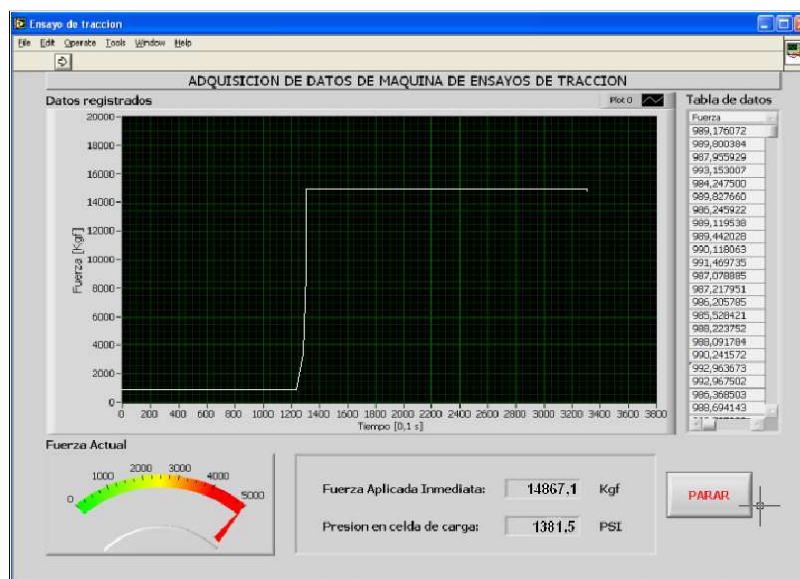 Ensayo de traccion
File Edit Operate Tools Window Help
ADQUISICION DE DATOS DE MAQUINA DE ENSAYOS DE TRACCION
Datos registrados
Plot 0
Tabla de datos
20000
18000
16000
14000
12000
10000
8000
6000
4000
2000
0
Fuerza [Kgf]
0 200 400 600 800 1000 1200 1400 1600 1800 2000 2200 2400 2600 2800 3000 3200 3400 3600 3800
Tiempo [0,1 s]
Fuerza
989,176072
989,800384
987,955929
993,153007
984,247500
989,827660
985,245922
989,119538
989,442028
990,118063
991,469735
987,078885
987,217951
986,205785
985,528421
988,223752
988,091784
990,241572
992,963673
992,967502
986,368503
988,694143
Fuerza Actual
0 1000 2000 3000 4000 5000
Fuerza Aplicada Inmediata: 14867,1 Kgf
Presion en celda de carga: 1381,5 PSI
PARAR